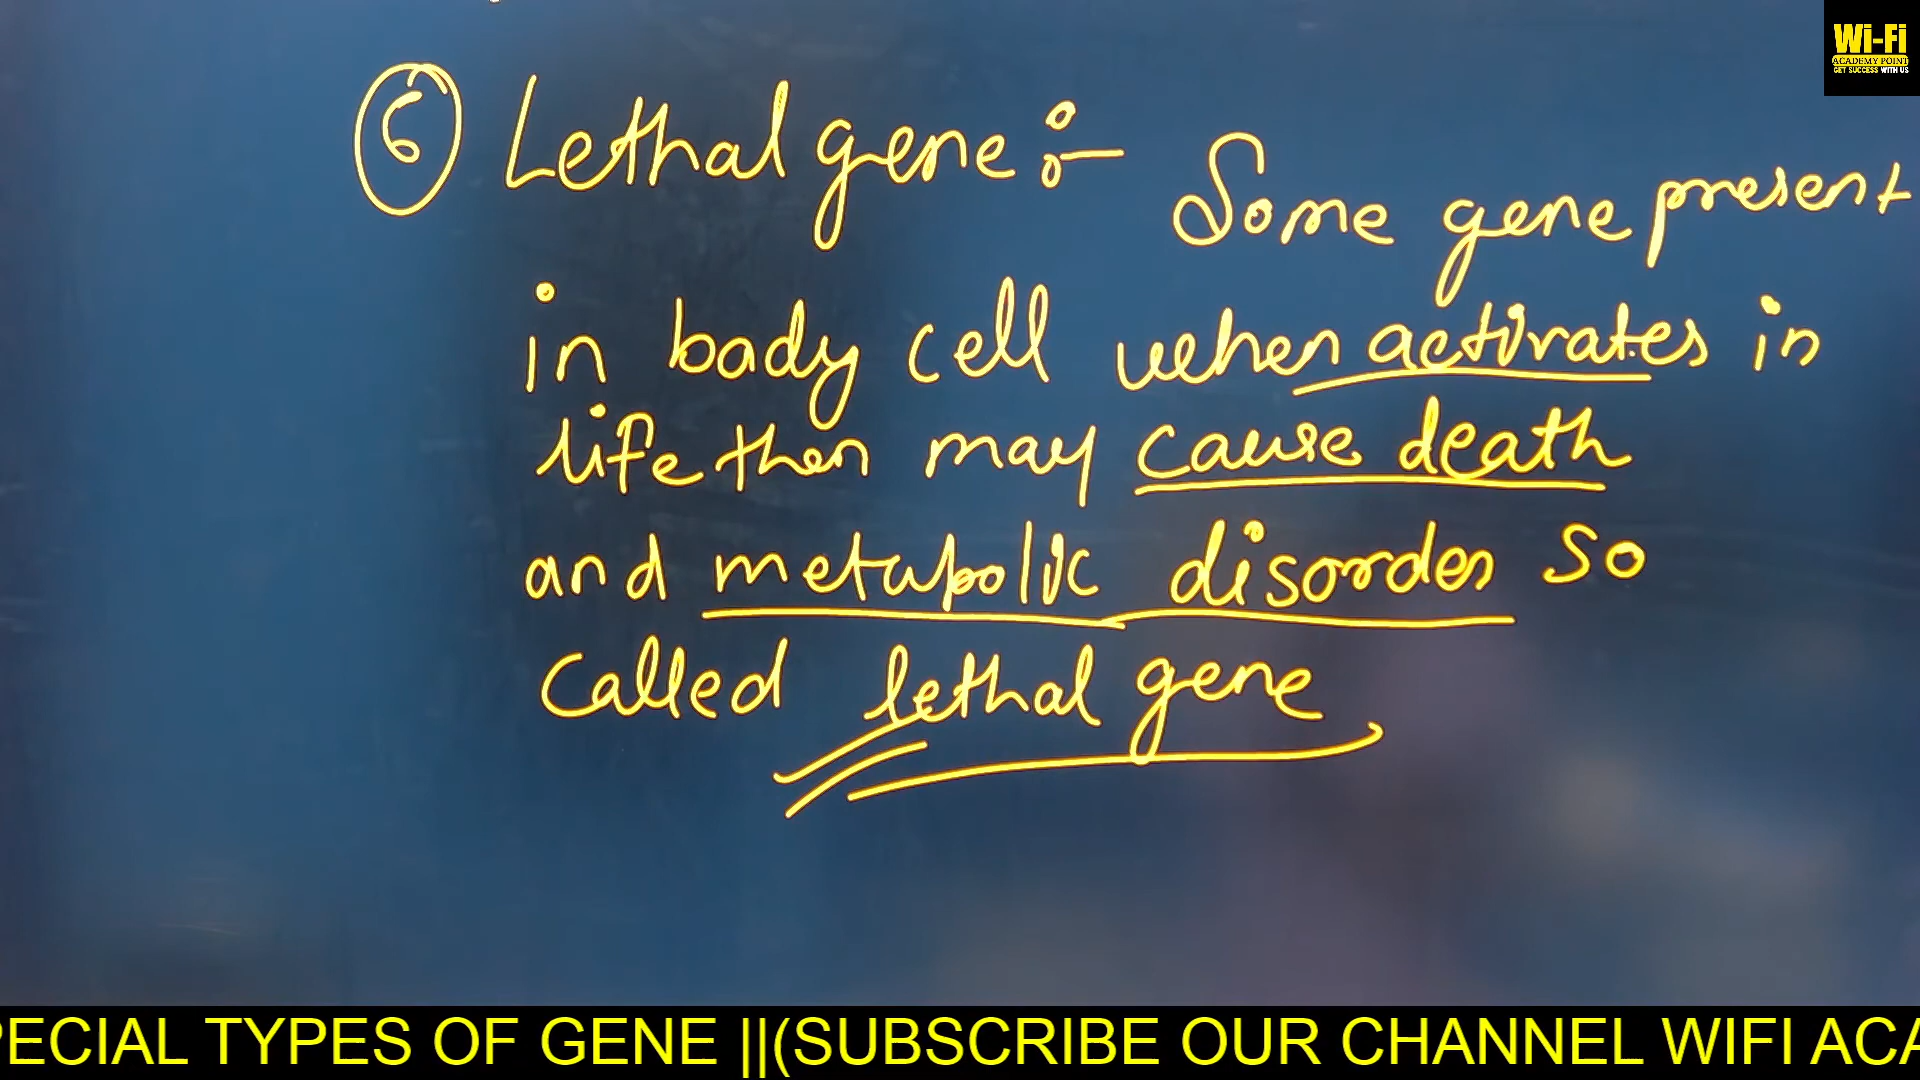 6 Lethal gene :- Some gene present
in body cell when activates in
life then may cause death
and metabolic disorder so
called lethal gene
Wi-Fi
ACADEMY POINT
GET SUCCESS WITH US
PECIAL TYPES OF GENE ||(SUBSCRIBE OUR CHANNEL WIFI ACA